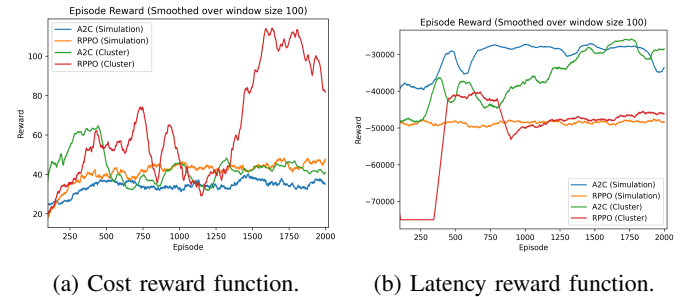 Episode Reward (Smoothed over window size 100)
A2C (Simulation)
RPPO (Simulation)
A2C (Cluster)
RPPO (Cluster)
Reward
100
80
60
40
20
250
500
750
1000
1250
1500
1750
2000
Episode
(a) Cost reward function.
Episode Reward (Smoothed over window size 100)
Reward
−30000
−40000
−50000
−60000
−70000
A2C (Simulation)
RPPO (Simulation)
A2C (Cluster)
RPPO (Cluster)
250
500
750
1000
1250
1500
1750
2000
Episode
(b) Latency reward function.